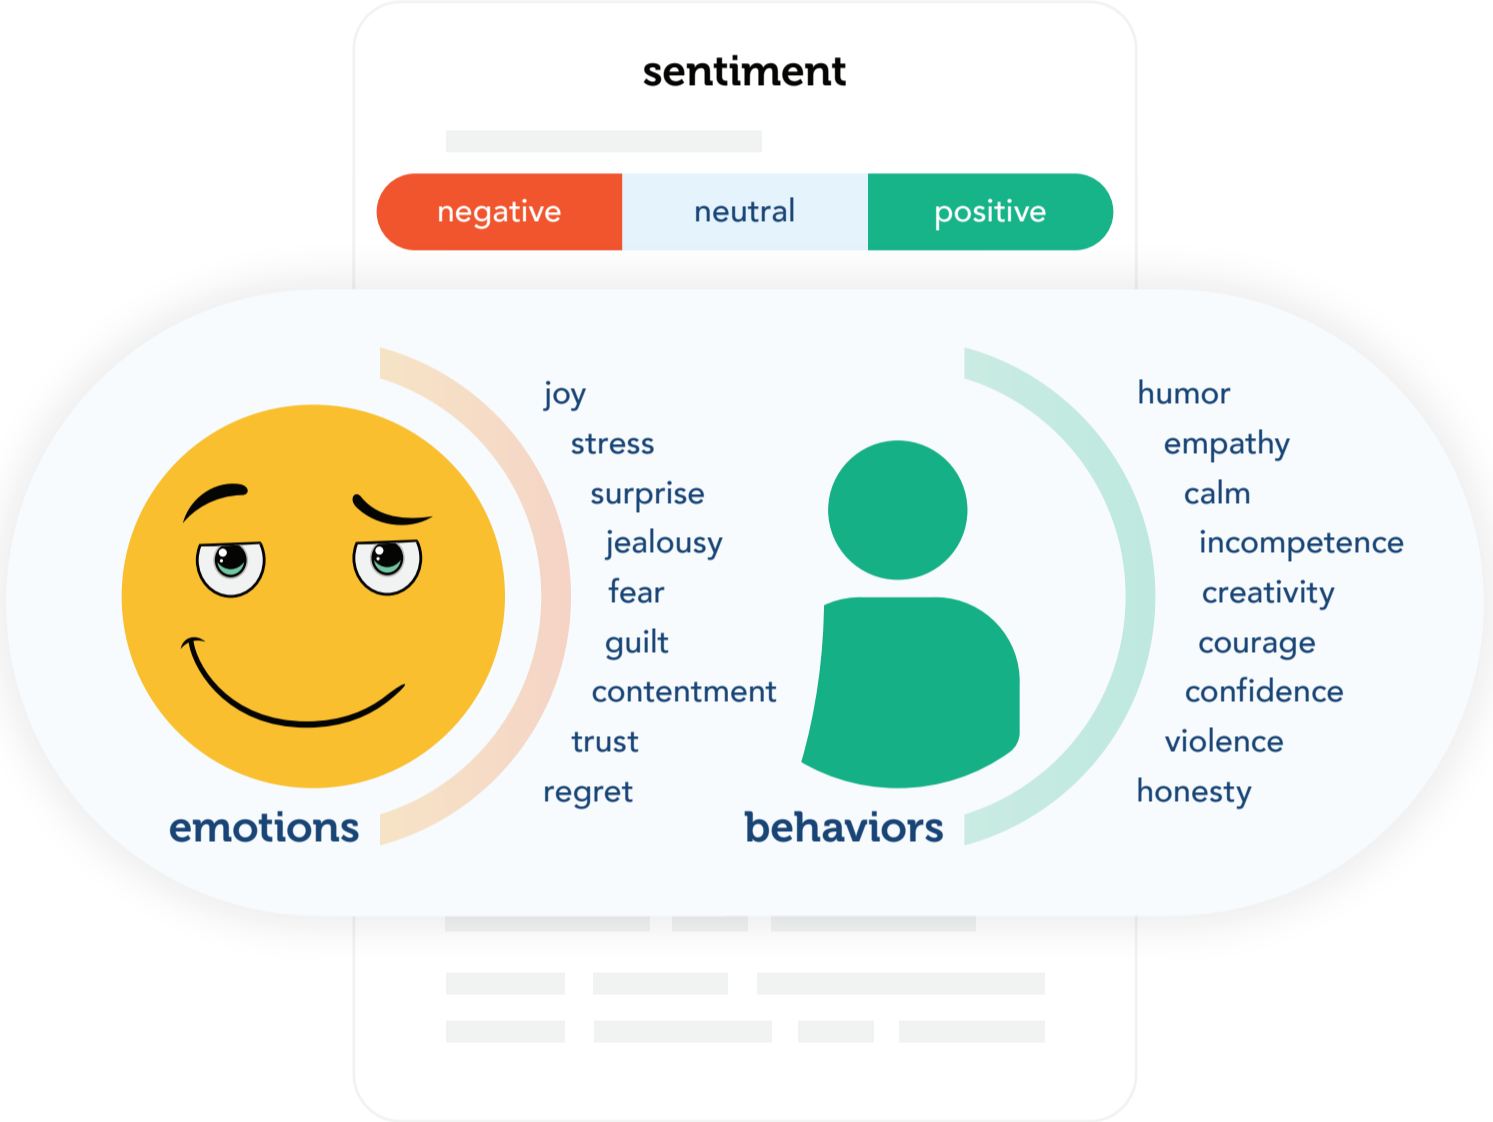 sentiment
negative neutral positive
joy
stress
surprise
jealousy
fear
guilt
contentment
trust
regret
emotions
humor
empathy
calm
incompetence
creativity
courage
confidence
violence
honesty
behaviors